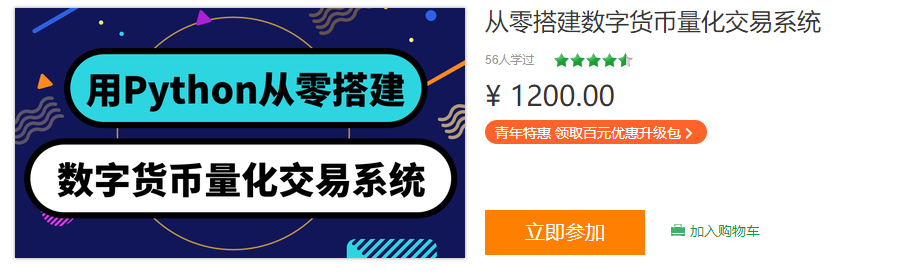 用Python从零搭建
数字货币量化交易系统
从零搭建数字货币量化交易系统
56人学过
¥ 1200.00
青年特惠 领取百元优惠升级包
立即参加
加入购物车